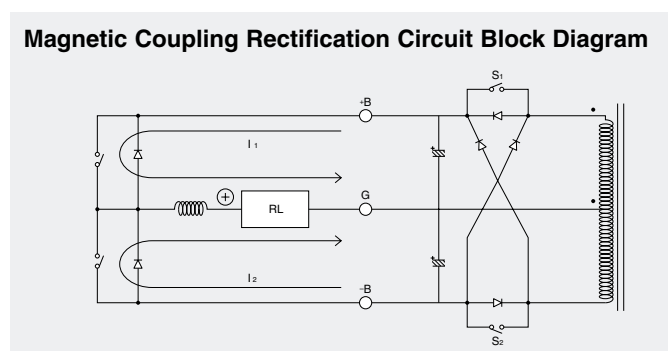 Magnetic Coupling Rectification Circuit Block Diagram
S1
+B
I1
G
+
RL
I2
−B
S2